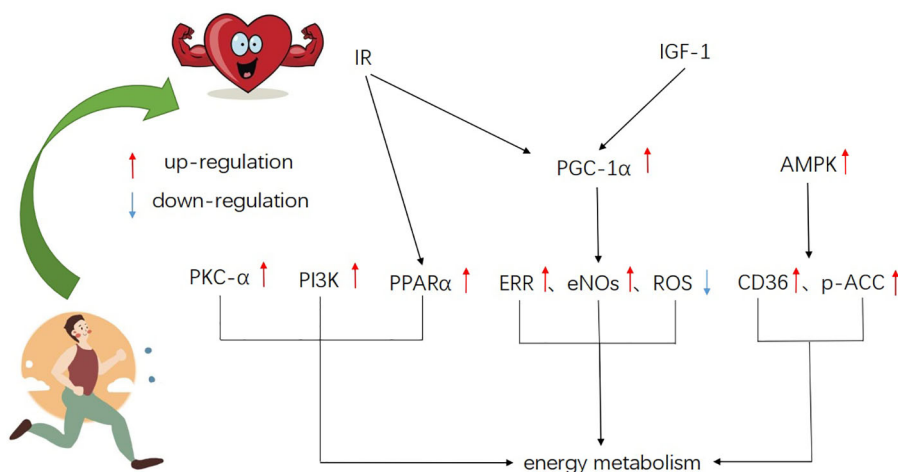 IR
IGF-1
↑ up-regulation
↓ down-regulation
PGC-1α ↑
AMPK ↑
PKC-α ↑
PI3K ↑
PPARα ↑
ERR ↑、eNOs ↑、ROS ↓
CD36 ↑、p-ACC ↑
energy metabolism